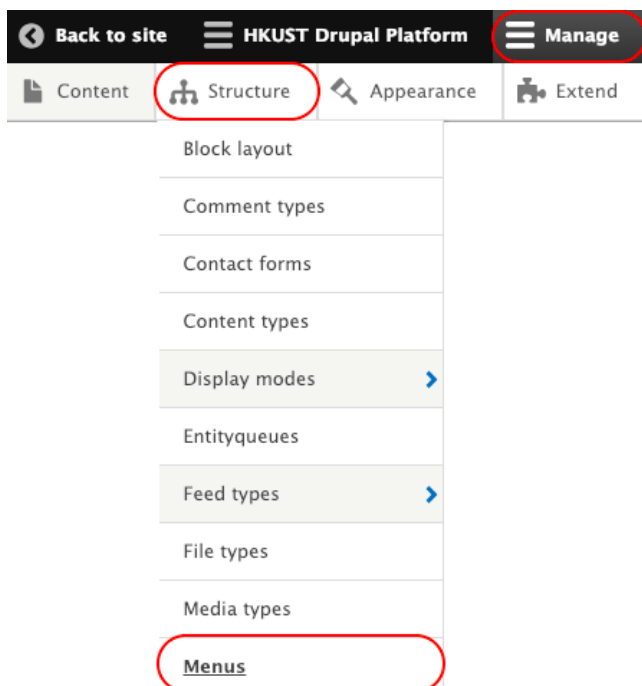 Back to site HKUST Drupal Platform Manage
Content Structure Appearance Extend
Block layout
Comment types
Contact forms
Content types
Display modes
Entityqueues
Feed types
File types
Media types
Menus